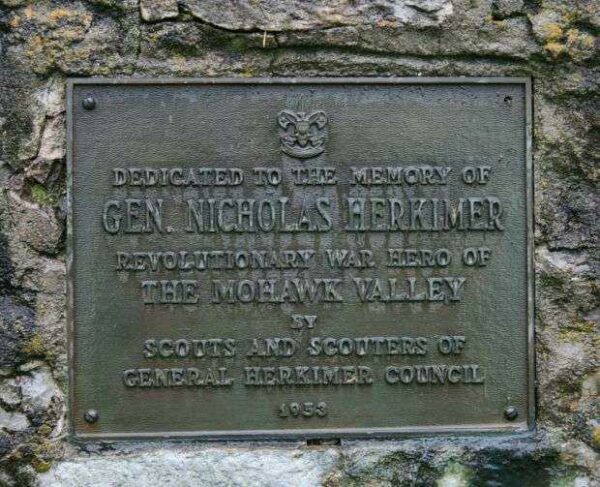 DEDICATED TO THE MEMORY OF
GEN. NICHOLAS HERKIMER
REVOLUTIONARY WAR HERO OF
THE MOHAWK VALLEY
BY
SCOUTS AND SCOUTERS OF
GENERAL HERKIMER COUNCIL
1953